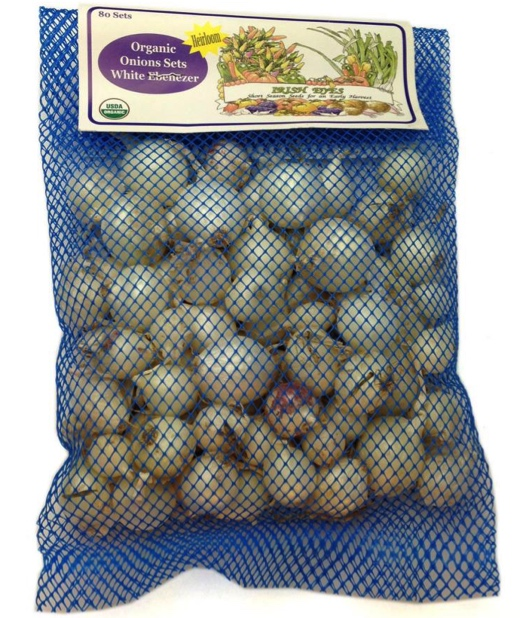 80 Sets
Organic
Onions Sets
White Ebenezer
Heirloom
IRISH EYES
Short Season Seeds for an Early Harvest
USDA
ORGANIC